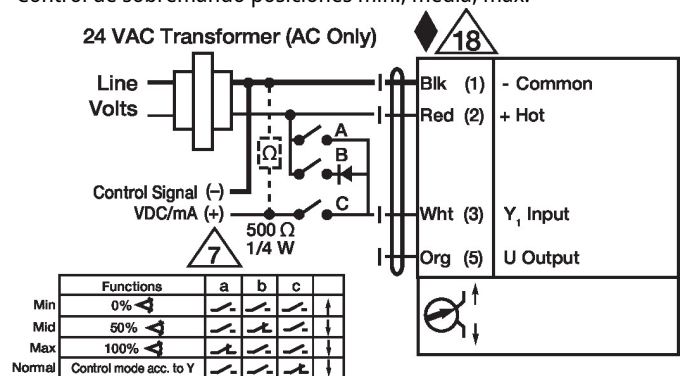 Control de sobremando posiciones min., media, max.
24 VAC Transformer (AC Only)
18
Line
Volts
Blk (1) - Common
Red (2) + Hot
A
B
C
Ω
Control Signal (-)
VDC/mA (+)
500 Ω
1/4 W
7
Wht (3) Y1 Input
Org (5) U Output
Functions a b c
Min 0%
Mid 50%
Max 100%
Normal Control mode acc. to Y